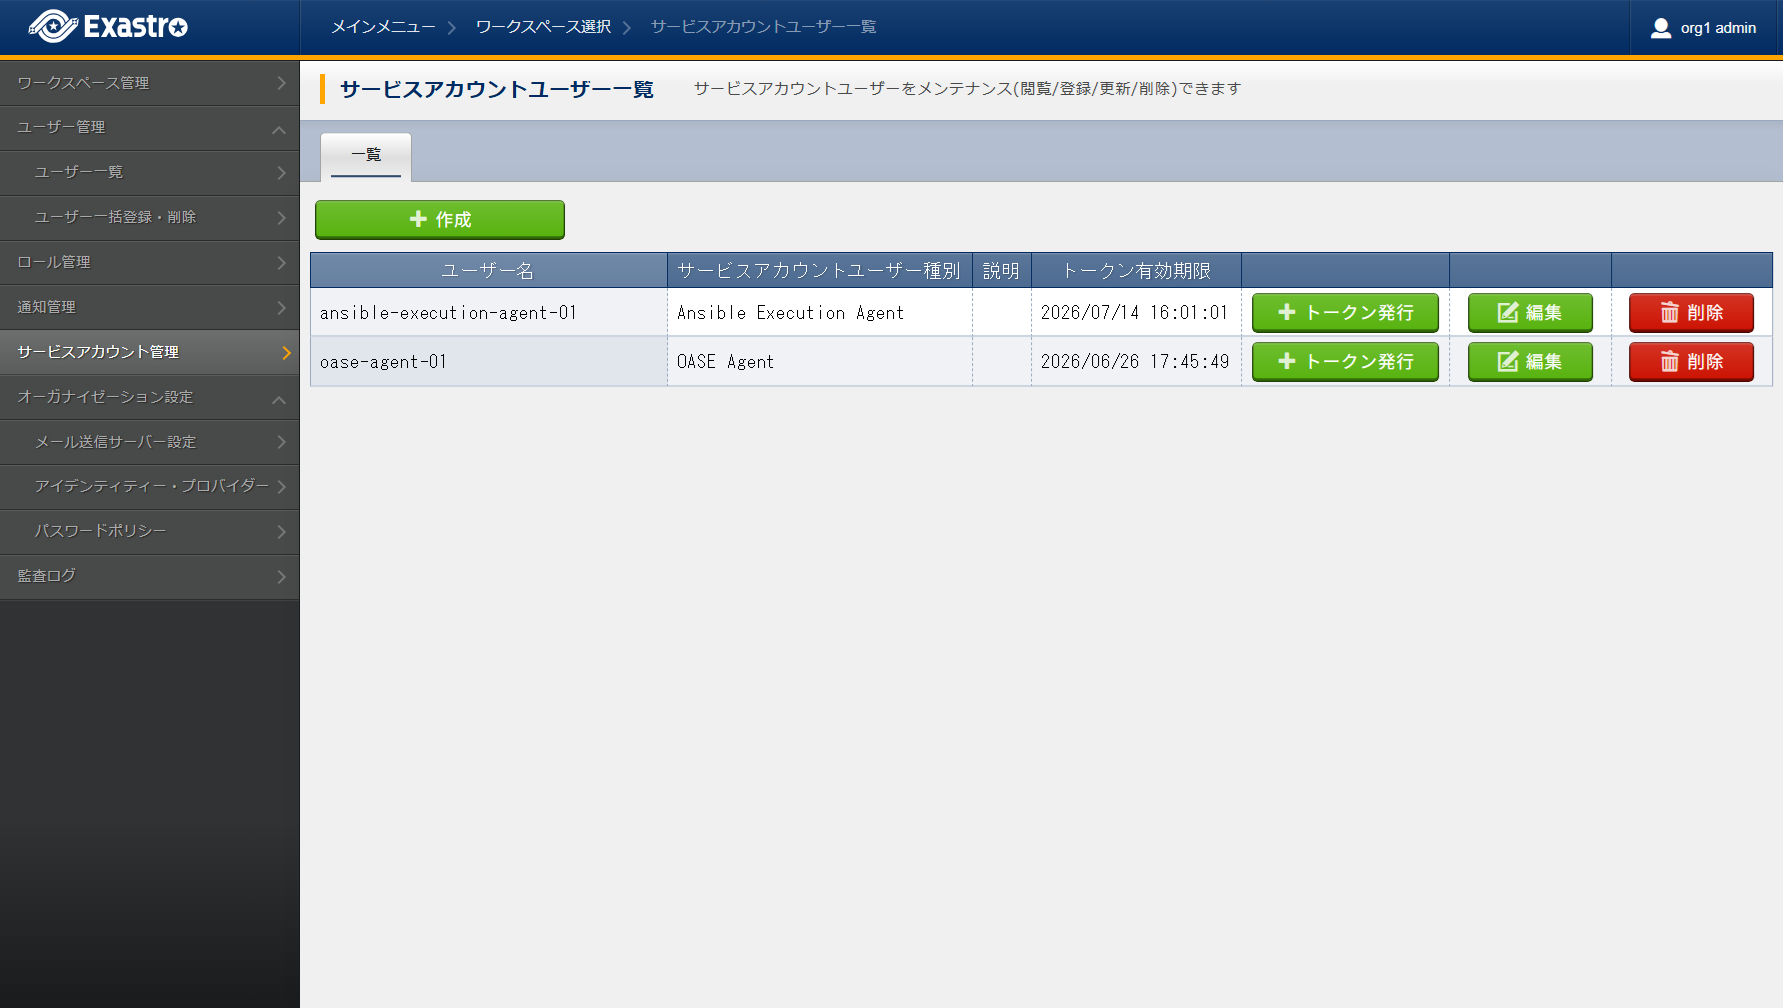 Exastro
メインメニュー
ワークスペース選択
サービスアカウントユーザー一覧
org1 admin
ワークスペース管理
ユーザー管理
ユーザー一覧
ユーザー一括登録・削除
ロール管理
通知管理
サービスアカウント管理
オーガナイゼーション設定
メール送信サーバー設定
アイデンティティー・プロバイダー
パスワードポリシー
監査ログ
サービスアカウントユーザー一覧
サービスアカウントユーザーをメンテナンス(閲覧/登録/更新/削除)できます
一覧
作成
ユーザー名 サービスアカウントユーザー種別 説明 トークン有効期限
ansible-execution-agent-01 Ansible Execution Agent 2026/07/14 16:01:01 トークン発行 編集 削除
oase-agent-01 OASE Agent 2026/06/26 17:45:49 トークン発行 編集 削除